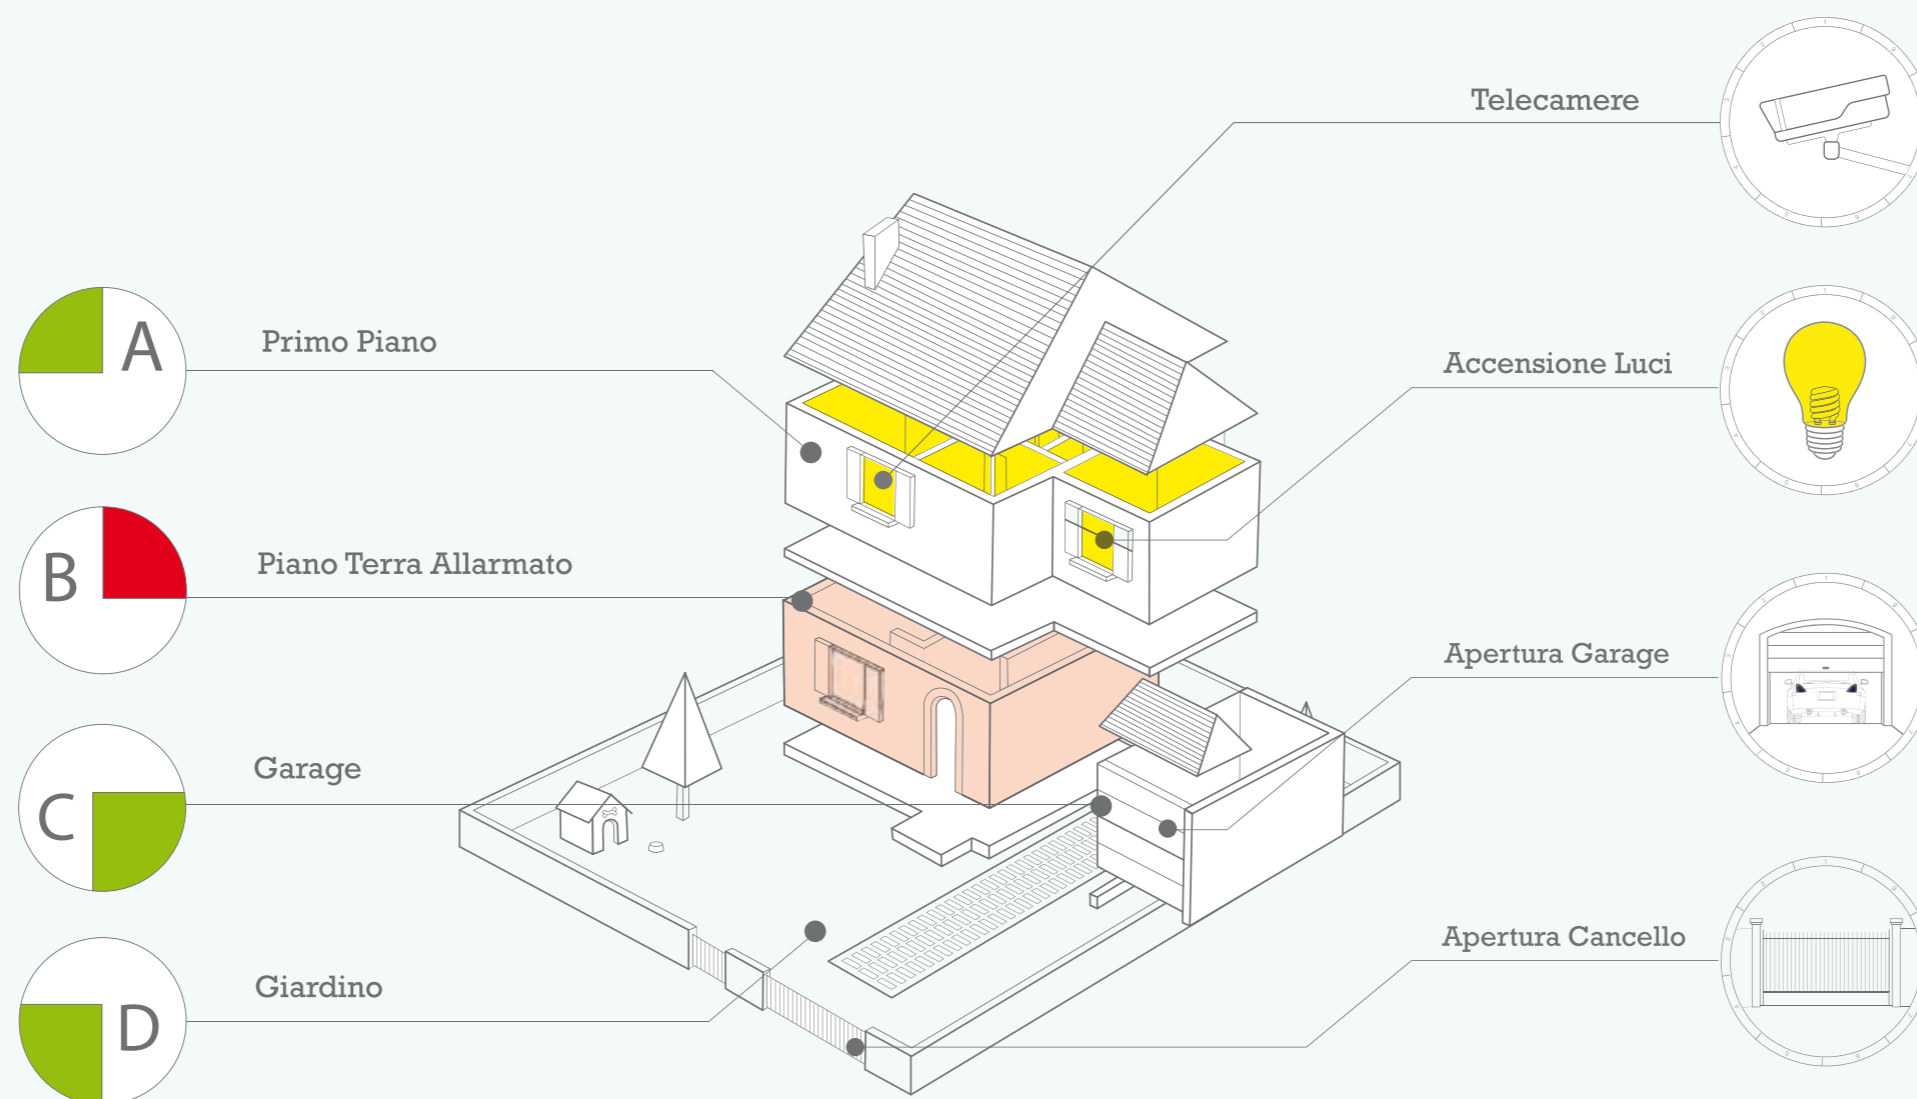 Telecamere
A
Primo Piano
Accensione Luci
B
Piano Terra Allarmato
Apertura Garage
C
Garage
Apertura Cancello
D
Giardino